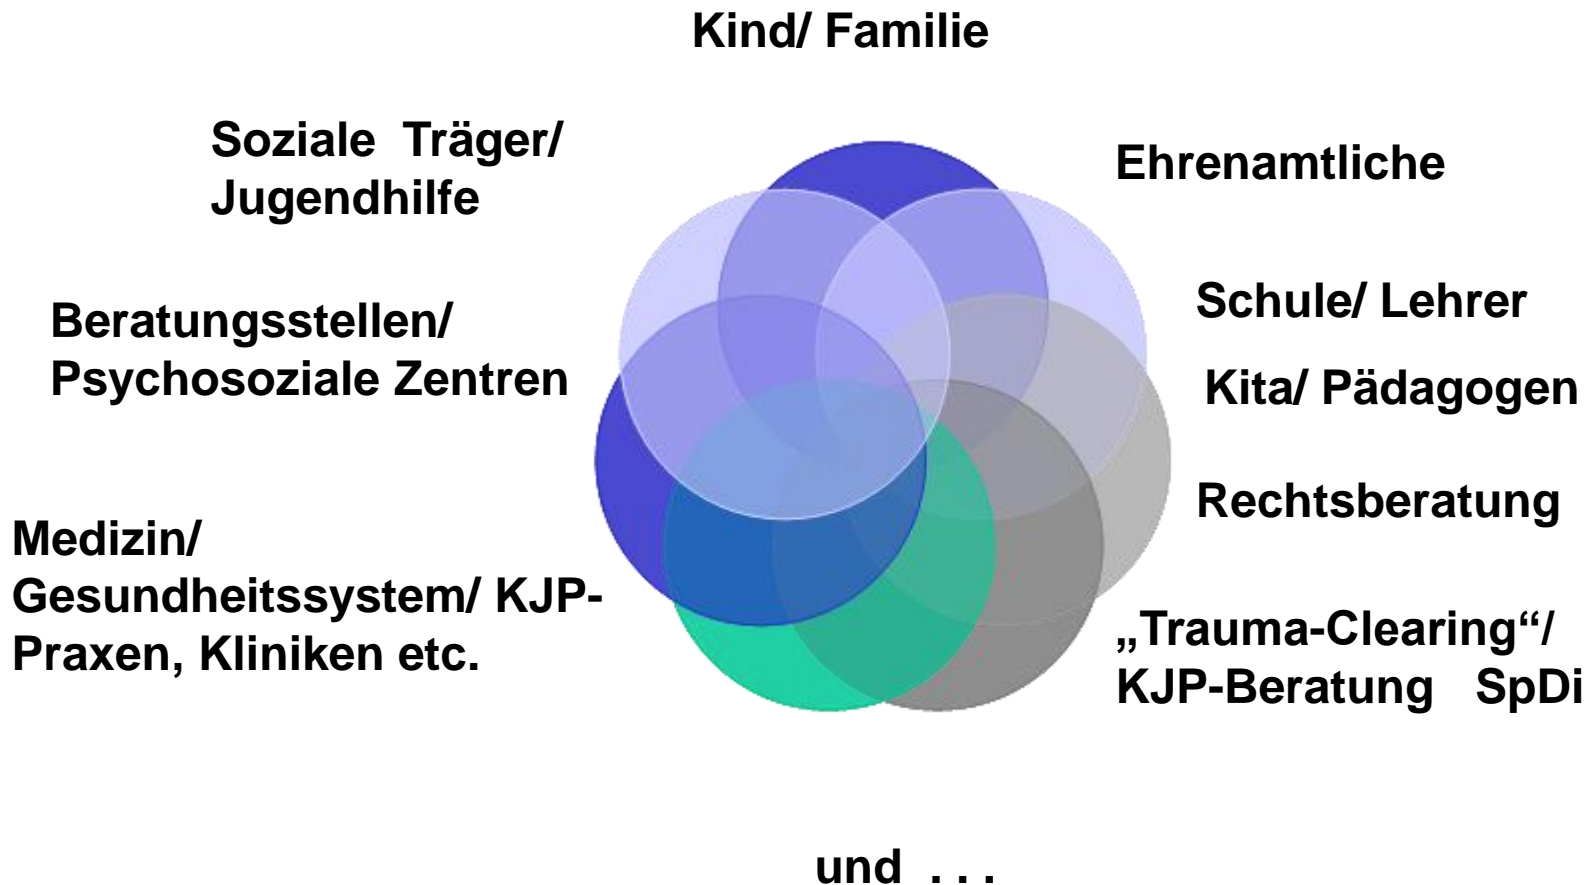 Kind/ Familie
Soziale Träger/
Jugendhilfe
Ehrenamtliche
Beratungsstellen/
Psychosoziale Zentren
Schule/ Lehrer
Kita/ Pädagogen
Rechtsberatung
Medizin/
Gesundheitssystem/ KJP-
Praxen, Kliniken etc.
„Trauma-Clearing“/
KJP-Beratung SpDi
und . . .